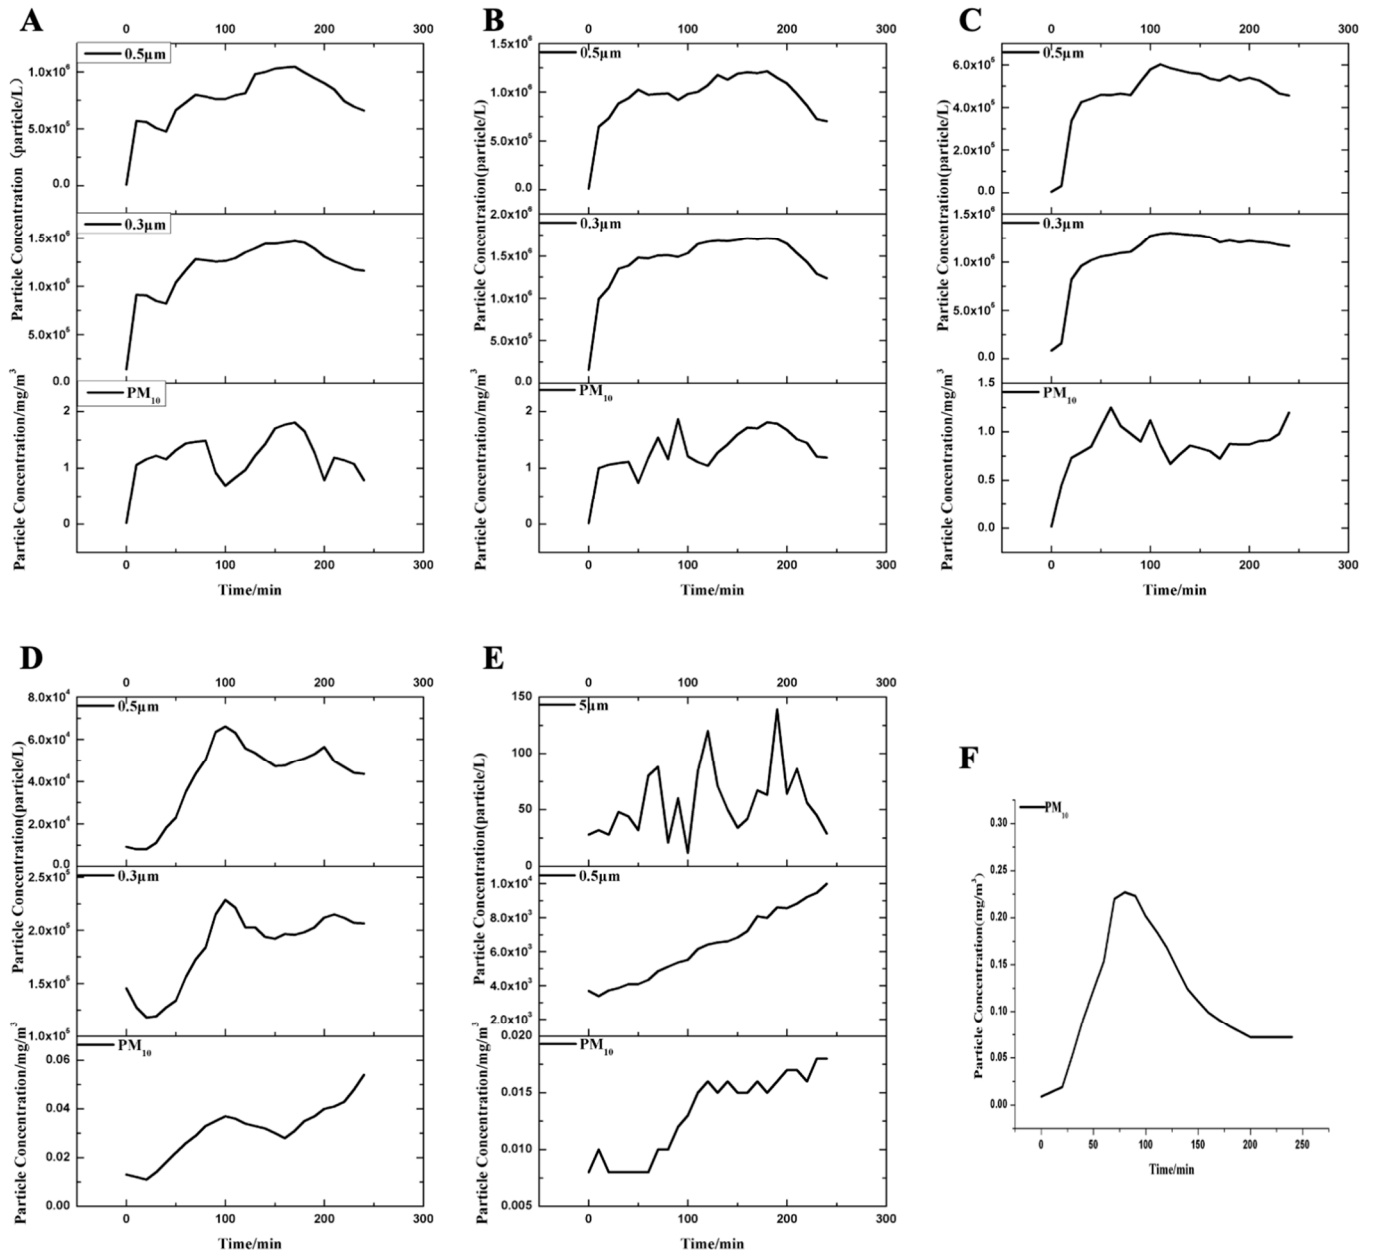 A
0 100 200 300
0.5μm
1.0x10⁶
5.0x10⁵
0.0
0.3μm
1.5x10⁶
1.0x10⁶
5.0x10⁵
0.0
PM₁₀
2
1
0
Particle Concentration（particle/L）
Particle Concentration/mg/m³
0 100 200 300
Time/min
B
0 100 200 300
1.5x10⁶
0.5μm
1.0x10⁶
5.0x10⁵
0.0
2.0x10⁶
0.3μm
1.5x10⁶
1.0x10⁶
5.0x10⁵
0.0
PM₁₀
2
1
0
Particle Concentration(particle/L)
Particle Concentration/mg/m³
0 100 200 300
Time/min
C
0 100 200 300
0.5μm
6.0x10⁵
4.0x10⁵
2.0x10⁵
0.0
1.5x10⁶
0.3μm
1.0x10⁶
5.0x10⁵
0.0
1.5
PM₁₀
1.0
0.5
0.0
Particle Concentration(particle/L)
Particle Concentration/mg/m³
0 100 200 300
Time/min
D
0 100 200 300
8.0x10⁴
0.5μm
6.0x10⁴
4.0x10⁴
2.0x10⁴
0.0
2.5x10⁵
0.3μm
2.0x10⁵
1.5x10⁵
1.0x10⁵
PM₁₀
0.06
0.04
0.02
0.00
Particle Concentration(particle/L)
Particle Concentration/mg/m³
0 100 200 300
Time/min
E
0 100 200 300
150
5μm
100
50
0
0.5μm
1.0x10⁴
8.0x10³
6.0x10³
4.0x10³
2.0x10³
0.020
PM₁₀
0.015
0.010
0.005
Particle Concentration(particle/L)
Particle Concentration/mg/m³
0 100 200 300
Time/min
F
PM₁₀
0.30
0.25
0.20
0.15
0.10
0.05
0.00
Particle Concentration(mg/m³)
0 50 100 150 200 250
Time/min